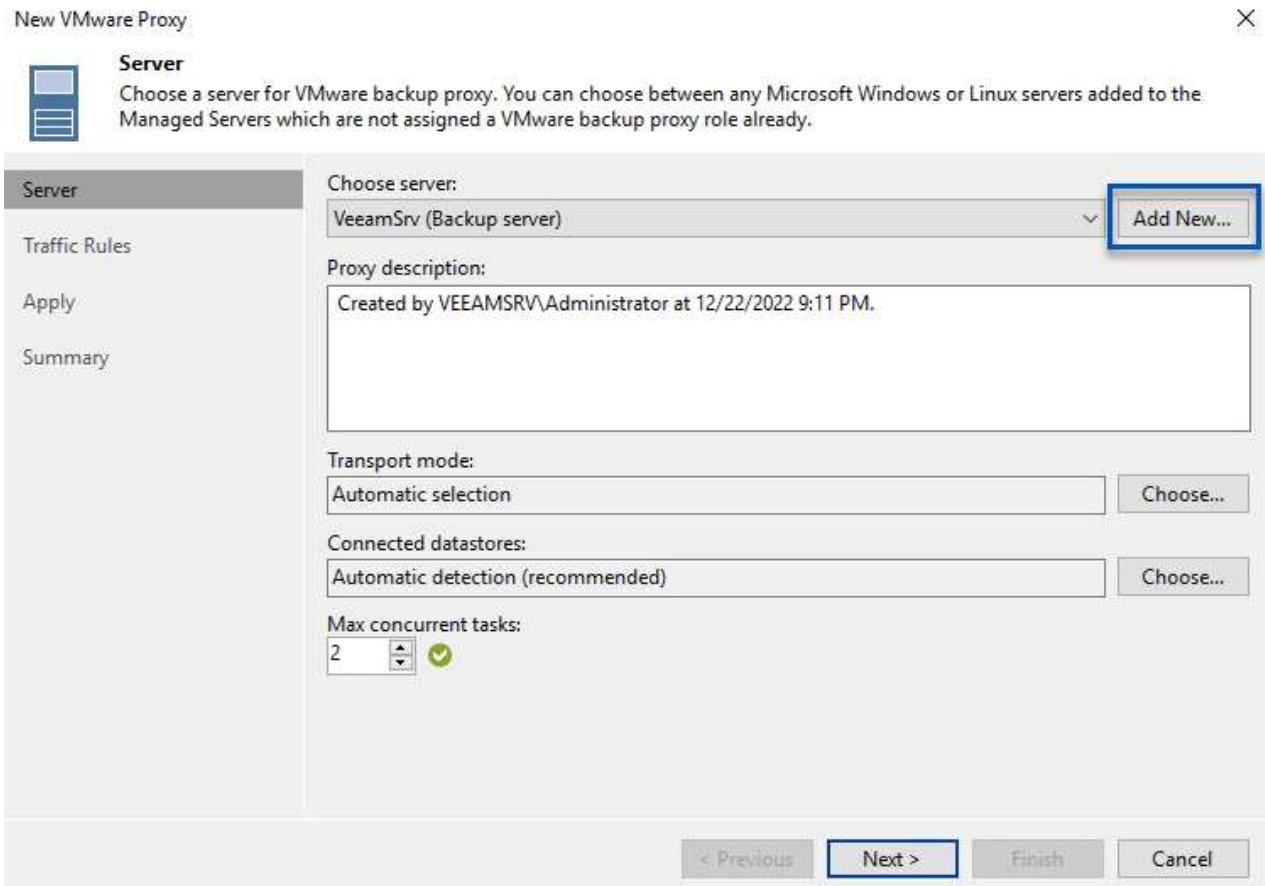 New VMware Proxy
Server
Choose a server for VMware backup proxy. You can choose between any Microsoft Windows or Linux servers added to the
Managed Servers which are not assigned a VMware backup proxy role already.
Server
Traffic Rules
Apply
Summary
Choose server:
VeeamSrv (Backup server)
Add New...
Proxy description:
Created by VEEAMSRV\Administrator at 12/22/2022 9:11 PM.
Transport mode:
Automatic selection
Choose...
Connected datastores:
Automatic detection (recommended)
Choose...
Max concurrent tasks:
2
< Previous
Next >
Finish
Cancel